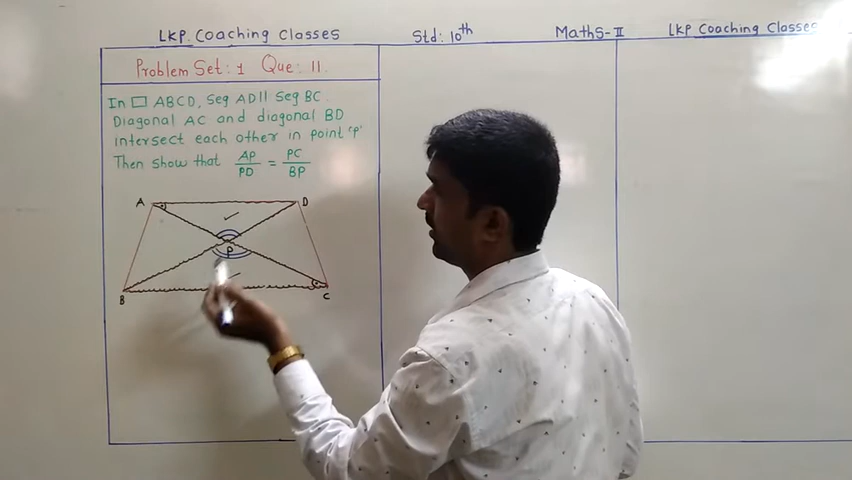 LKP. Coaching Classes
Std: 10th
Maths-II
LKP Coaching Classes
Problem Set: 1 Que: 11.
In □ ABCD, Seg AD || Seg BC.
Diagonal AC and diagonal BD
intersect each other in point 'P'
Then show that AP/PD = PC/BP
A D
P
B C